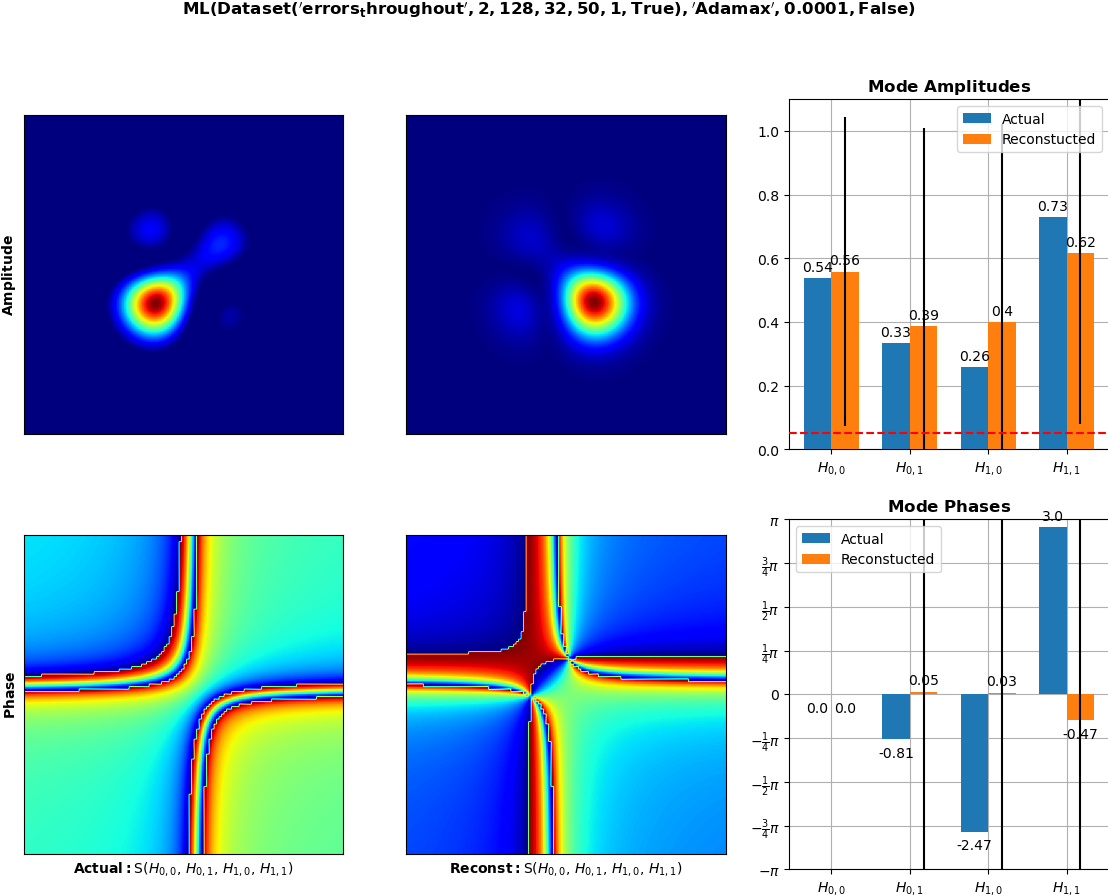 ML(Dataset('errors_throughout', 2, 128, 32, 50, 1, True), 'Adamax', 0.0001, False)
Amplitude
Mode Amplitudes
Actual
Reconstucted
1.0
0.8
0.6
0.4
0.2
0.0
0.54
0.56
0.33
0.39
0.26
0.4
0.73
0.62
H0,0
H0,1
H1,0
H1,1
Phase
Actual: S(H0,0, H0,1, H1,0, H1,1)
Reconst: S(H0,0, H0,1, H1,0, H1,1)
Mode Phases
Actual
Reconstucted
π
3/4π
1/2π
1/4π
0
−1/4π
−1/2π
−3/4π
−π
0.0
0.0
-0.81
0.05
-2.47
0.03
3.0
-0.47
H0,0
H0,1
H1,0
H1,1